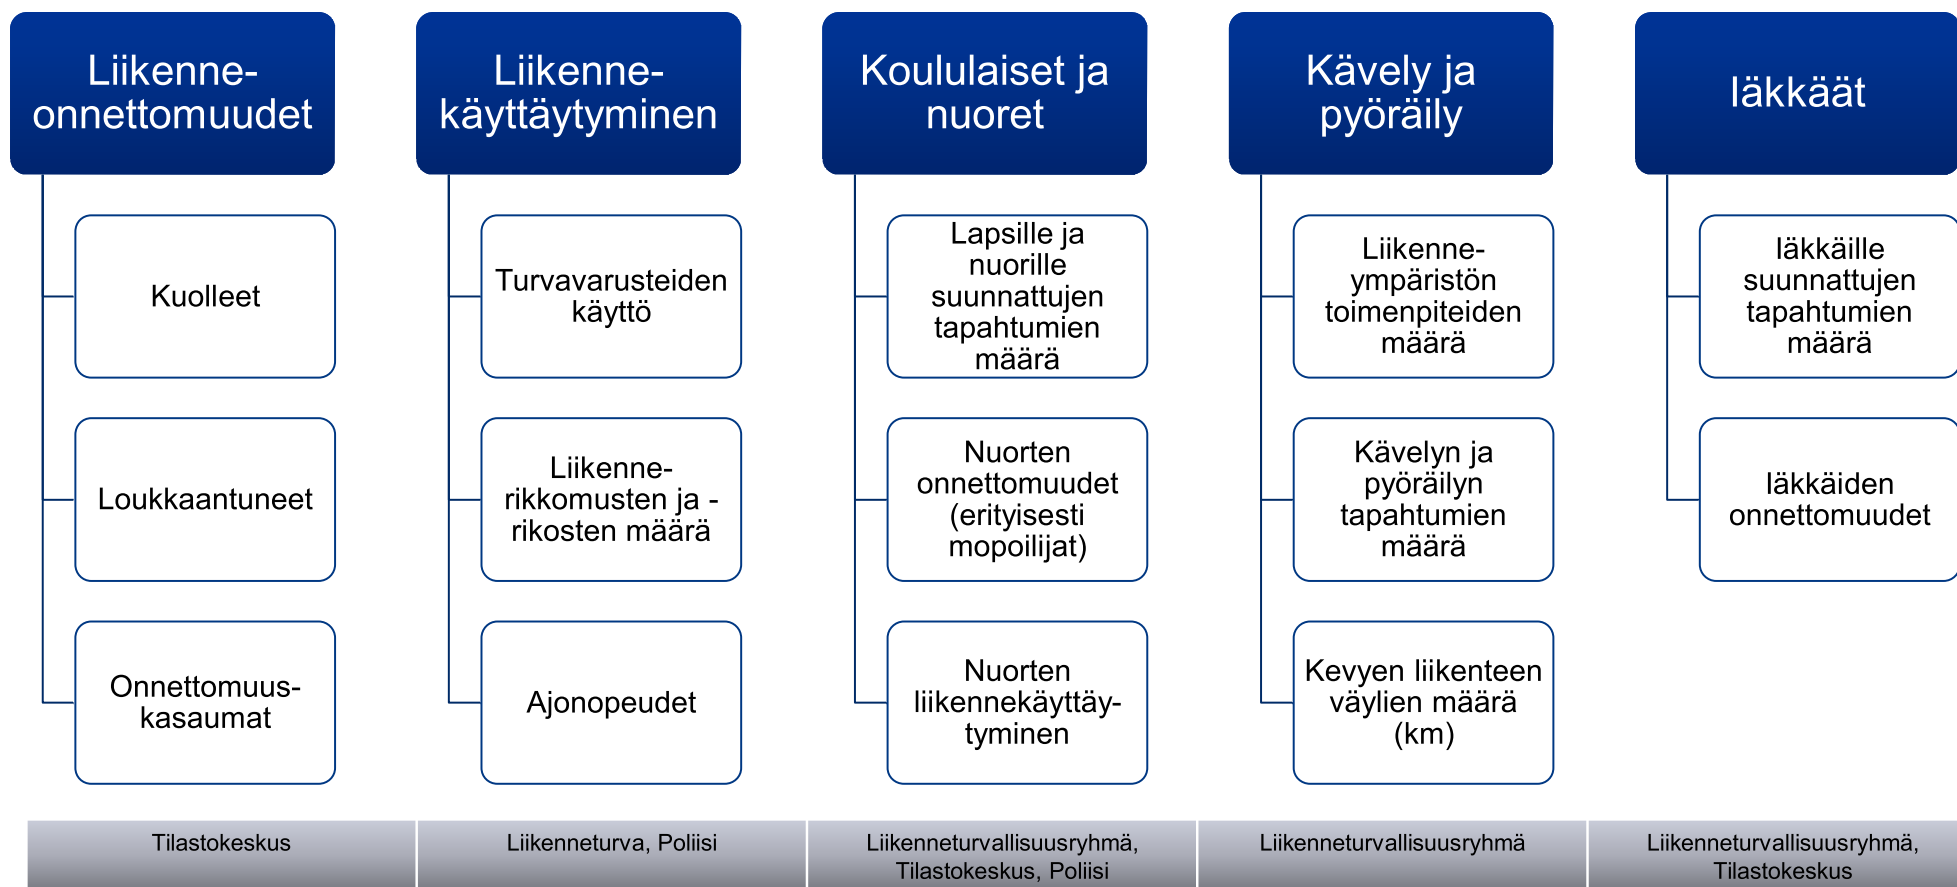 Liikenne-
onnettomuudet
Kuolleet
Loukkaantuneet
Onnettomuus-
kasaumat
Tilastokeskus
Liikenne-
käyttäytyminen
Turvavarusteiden
käyttö
Liikenne-
rikkomusten ja -
rikosten määrä
Ajonopeudet
Liikenneturva, Poliisi
Koululaiset ja
nuoret
Lapsille ja
nuorille
suunnattujen
tapahtumien
määrä
Nuorten
onnettomuudet
(erityisesti
mopoilijat)
Nuorten
liikennekäyttäy-
tyminen
Liikenneturvallisuusryhmä,
Tilastokeskus, Poliisi
Kävely ja
pyöräily
Liikenne-
ympäristön
toimenpiteiden
määrä
Kävelyn ja
pyöräilyn
tapahtumien
määrä
Kevyen liikenteen
väylien määrä
(km)
Liikenneturvallisuusryhmä
Iäkkäät
Iäkkäille
suunnattujen
tapahtumien
määrä
Iäkkäiden
onnettomuudet
Liikenneturvallisuusryhmä,
Tilastokeskus